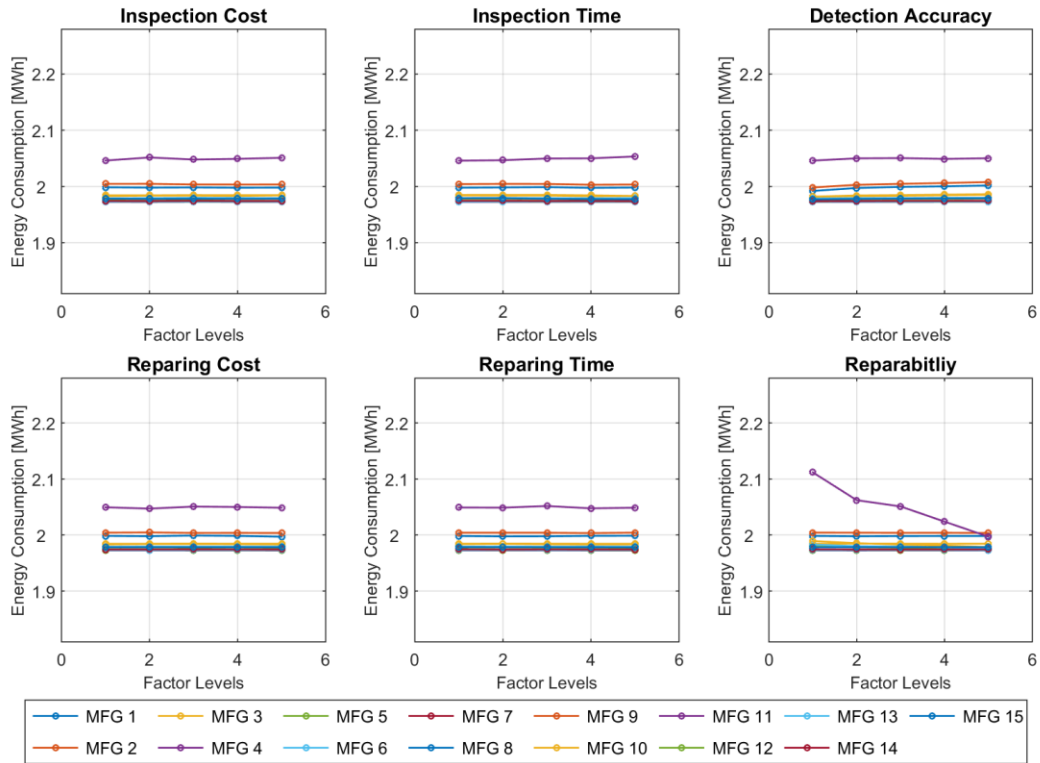 Inspection Cost
Energy Consumption [MWh]
2.2
2.1
2
1.9
0 2 4 6
Factor Levels
Inspection Time
Energy Consumption [MWh]
2.2
2.1
2
1.9
0 2 4 6
Factor Levels
Detection Accuracy
Energy Consumption [MWh]
2.2
2.1
2
1.9
0 2 4 6
Factor Levels
Reparing Cost
Energy Consumption [MWh]
2.2
2.1
2
1.9
0 2 4 6
Factor Levels
Reparing Time
Energy Consumption [MWh]
2.2
2.1
2
1.9
0 2 4 6
Factor Levels
Reparabitliy
Energy Consumption [MWh]
2.2
2.1
2
1.9
0 2 4 6
Factor Levels
MFG 1 MFG 3 MFG 5 MFG 7 MFG 9 MFG 11 MFG 13 MFG 15
MFG 2 MFG 4 MFG 6 MFG 8 MFG 10 MFG 12 MFG 14